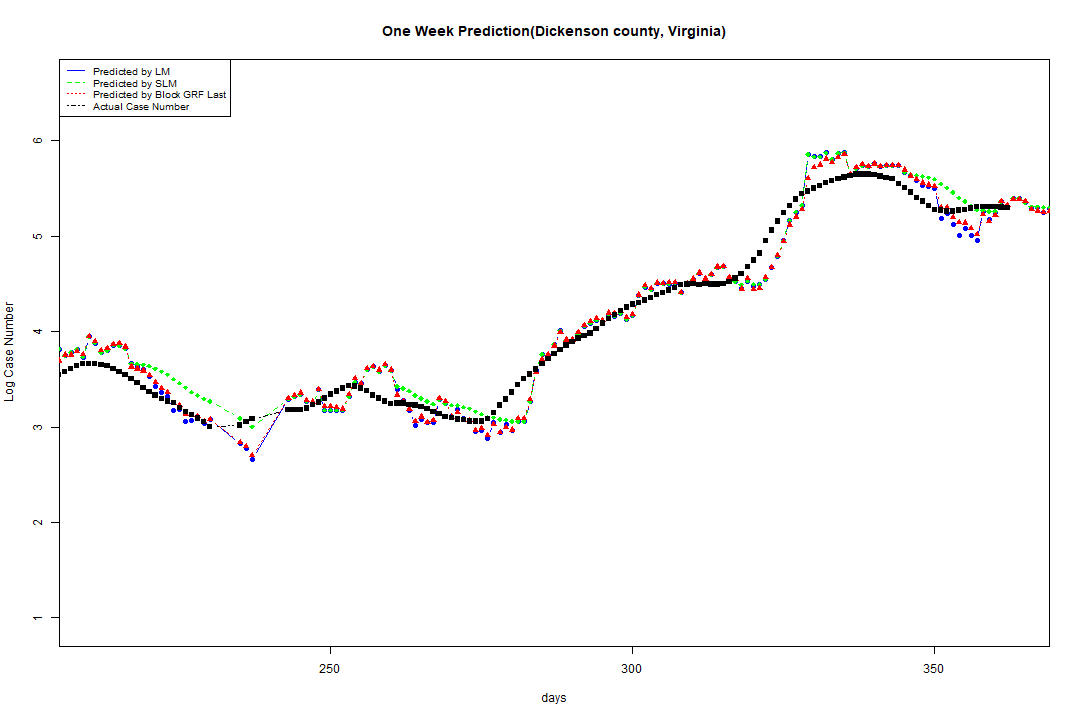 One Week Prediction(Dickenson county, Virginia)
Predicted by LM
Predicted by SLM
Predicted by Block GRF Last
Actual Case Number
6
5
4
3
2
1
Log Case Number
250
300
350
days